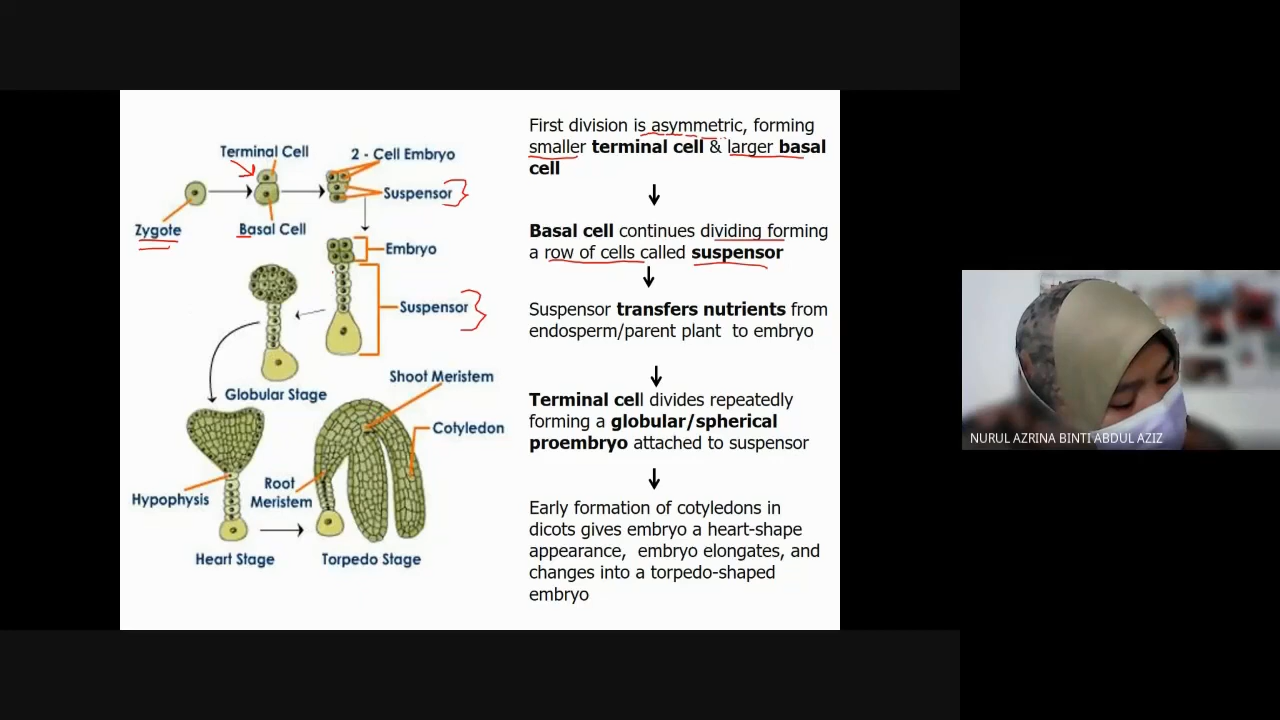 Terminal Cell
2 - Cell Embryo
Suspensor
Zygote
Basal Cell
Embryo
Suspensor
Globular Stage
Shoot Meristem
Cotyledon
Root
Meristem
Hypophysis
Heart Stage
Torpedo Stage
First division is asymmetric, forming
smaller terminal cell & larger basal
cell
Basal cell continues dividing forming
a row of cells called suspensor
Suspensor transfers nutrients from
endosperm/parent plant to embryo
Terminal cell divides repeatedly
forming a globular/spherical
proembryo attached to suspensor
Early formation of cotyledons in
dicots gives embryo a heart-shape
appearance, embryo elongates, and
changes into a torpedo-shaped
embryo
NURUL AZRINA BINTI ABDUL AZIZ